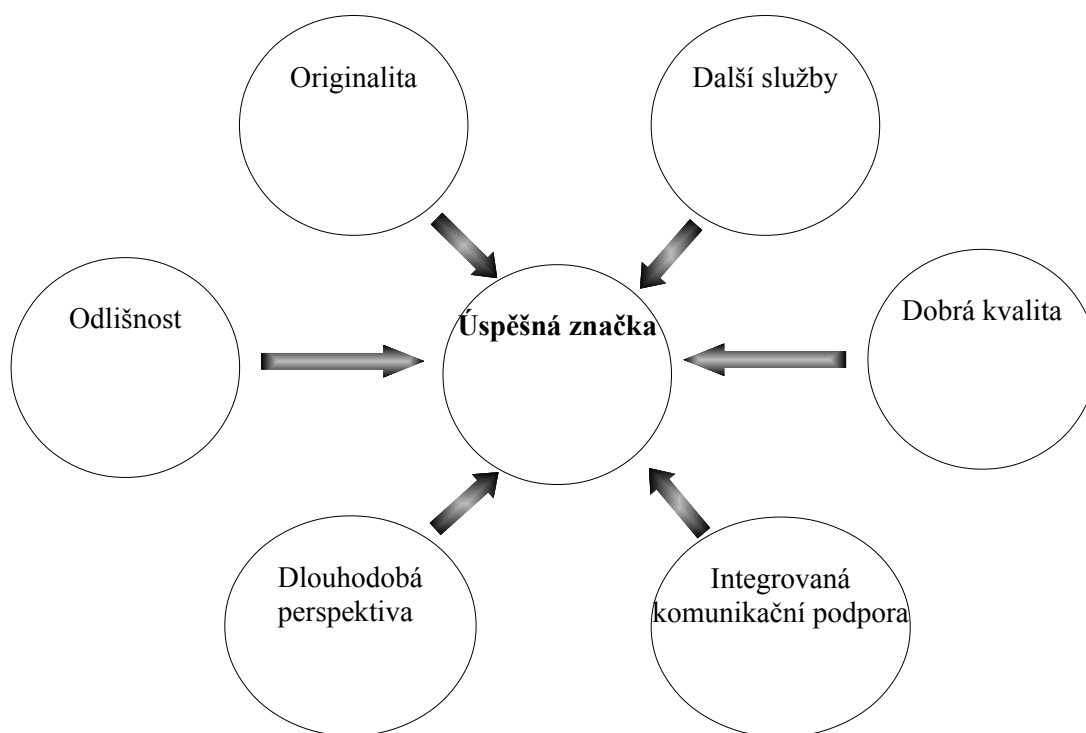 Originalita
Další služby
Odlišnost
Úspěšná značka
Dobrá kvalita
Dlouhodobá
perspektiva
Integrovaná
komunikační podpora